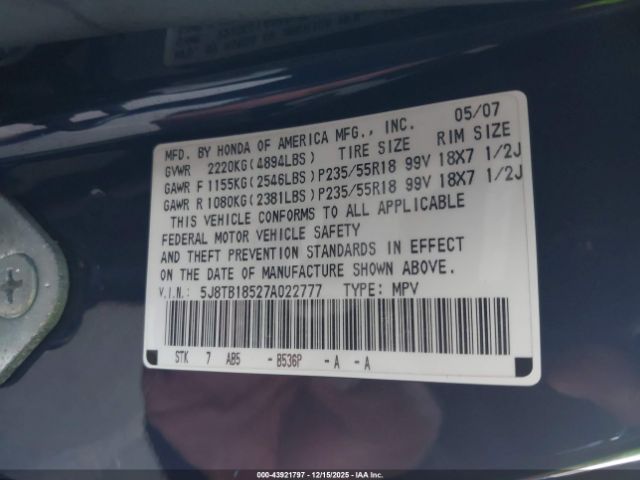 MFD. BY HONDA OF AMERICA MFG., INC. 05/07
GVWR 2220KG(4894LBS) TIRE SIZE RIM SIZE
GAWR F 1155KG(2546LBS)P235/55R18 99V 18X7 1/2J
GAWR R 1080KG(2381LBS)P235/55R18 99V 18X7 1/2J
THIS VEHICLE CONFORMS TO ALL APPLICABLE
FEDERAL MOTOR VEHICLE SAFETY
AND THEFT PREVENTION STANDARDS IN EFFECT
ON THE DATE OF MANUFACTURE SHOWN ABOVE.
V.I.N.: 5J8TB18527A022777 TYPE: MPV
STK 7 AB5 - B536P - A - A
000-43921797 - 12/15/2025 - IAAI.COM